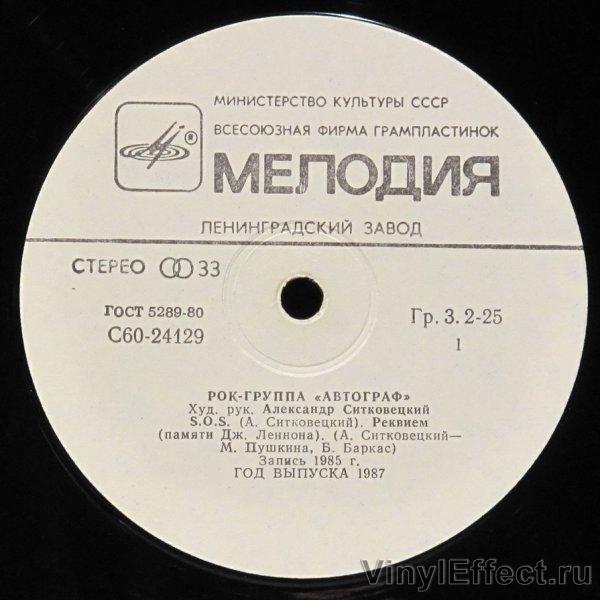 МИНИСТЕРСТВО КУЛЬТУРЫ СССР
ВСЕСОЮЗНАЯ ФИРМА ГРАМПЛАСТИНОК
®
МЕЛОДИЯ
ЛЕНИНГРАДСКИЙ ЗАВОД
СТЕРЕО 33
ГОСТ 5289-80
С60-24129
Гр. 3. 2-25
1
РОК-ГРУППА «АВТОГРАФ»
Худ. рук. Александр Ситковецкий
S.O.S. (А. Ситковецкий). Реквием
(памяти Дж. Леннона). (А. Ситковецкий—
М. Пушкина, Б. Баркас)
Запись 1985 г.
ГОД ВЫПУСКА 1987
VinylEffect.ru